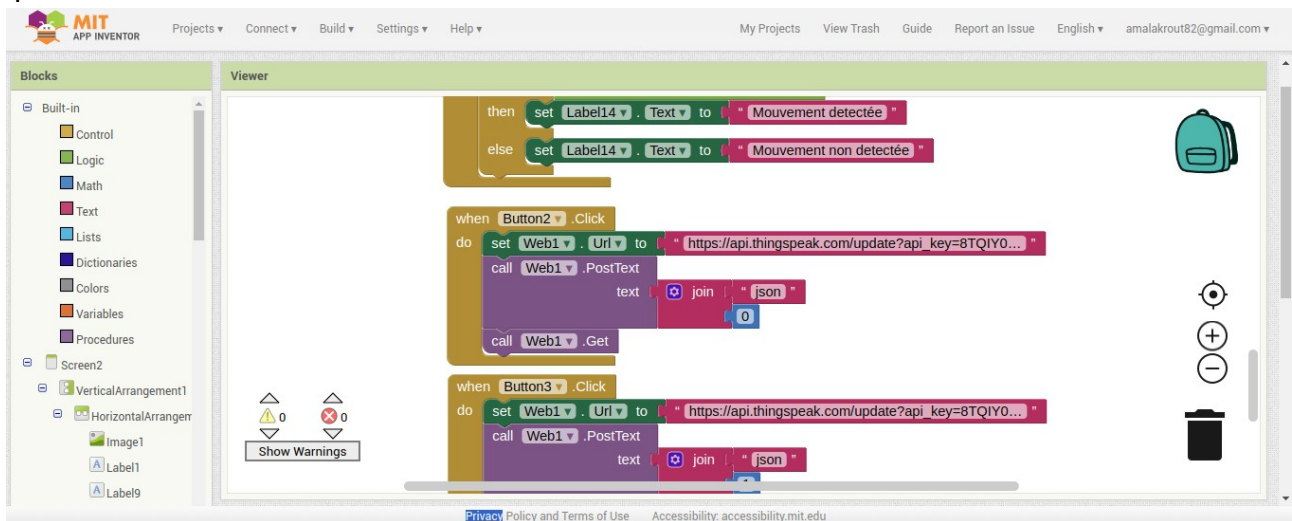 MIT
APP INVENTOR
Projects ▾ Connect ▾ Build ▾ Settings ▾ Help ▾ My Projects View Trash Guide Report an Issue English ▾ amalakrout82@gmail.com ▾
Blocks
Viewer
Built-in
Control
Logic
Math
Text
Lists
Dictionaries
Colors
Variables
Procedures
Screen2
VerticalArrangement1
HorizontalArrangem
Image1
Label1
Label9
then set Label14 ▾ . Text ▾ to " Mouvement detectée "
else set Label14 ▾ . Text ▾ to " Mouvement non detectée "
when Button2 ▾ .Click
do set Web1 ▾ . Url ▾ to " https://api.thingspeak.com/update?api_key=8TQIY0... "
call Web1 ▾ .PostText
text join " json "
0
call Web1 ▾ .Get
when Button3 ▾ .Click
do set Web1 ▾ . Url ▾ to " https://api.thingspeak.com/update?api_key=8TQIY0... "
call Web1 ▾ .PostText
text join " json "
0 0
Show Warnings
Privacy Policy and Terms of Use Accessibility: accessibility.mit.edu